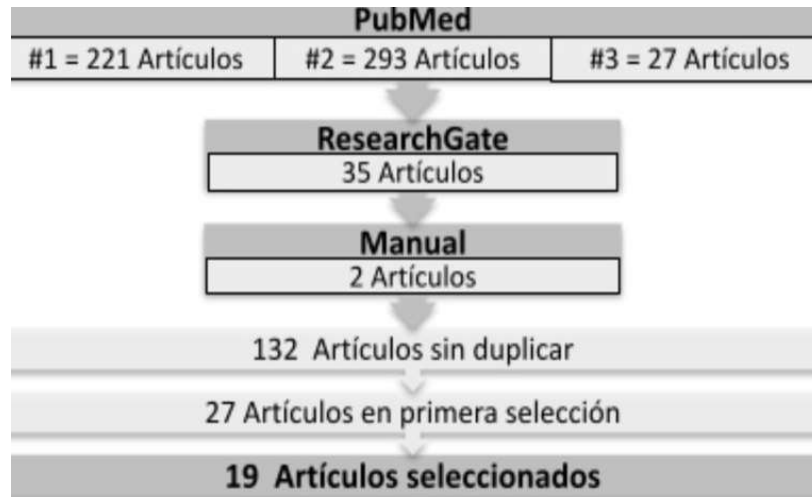 PubMed
#1 = 221 Artículos #2 = 293 Artículos #3 = 27 Artículos
ResearchGate
35 Artículos
Manual
2 Artículos
132 Artículos sin duplicar
27 Artículos en primera selección
19 Artículos seleccionados